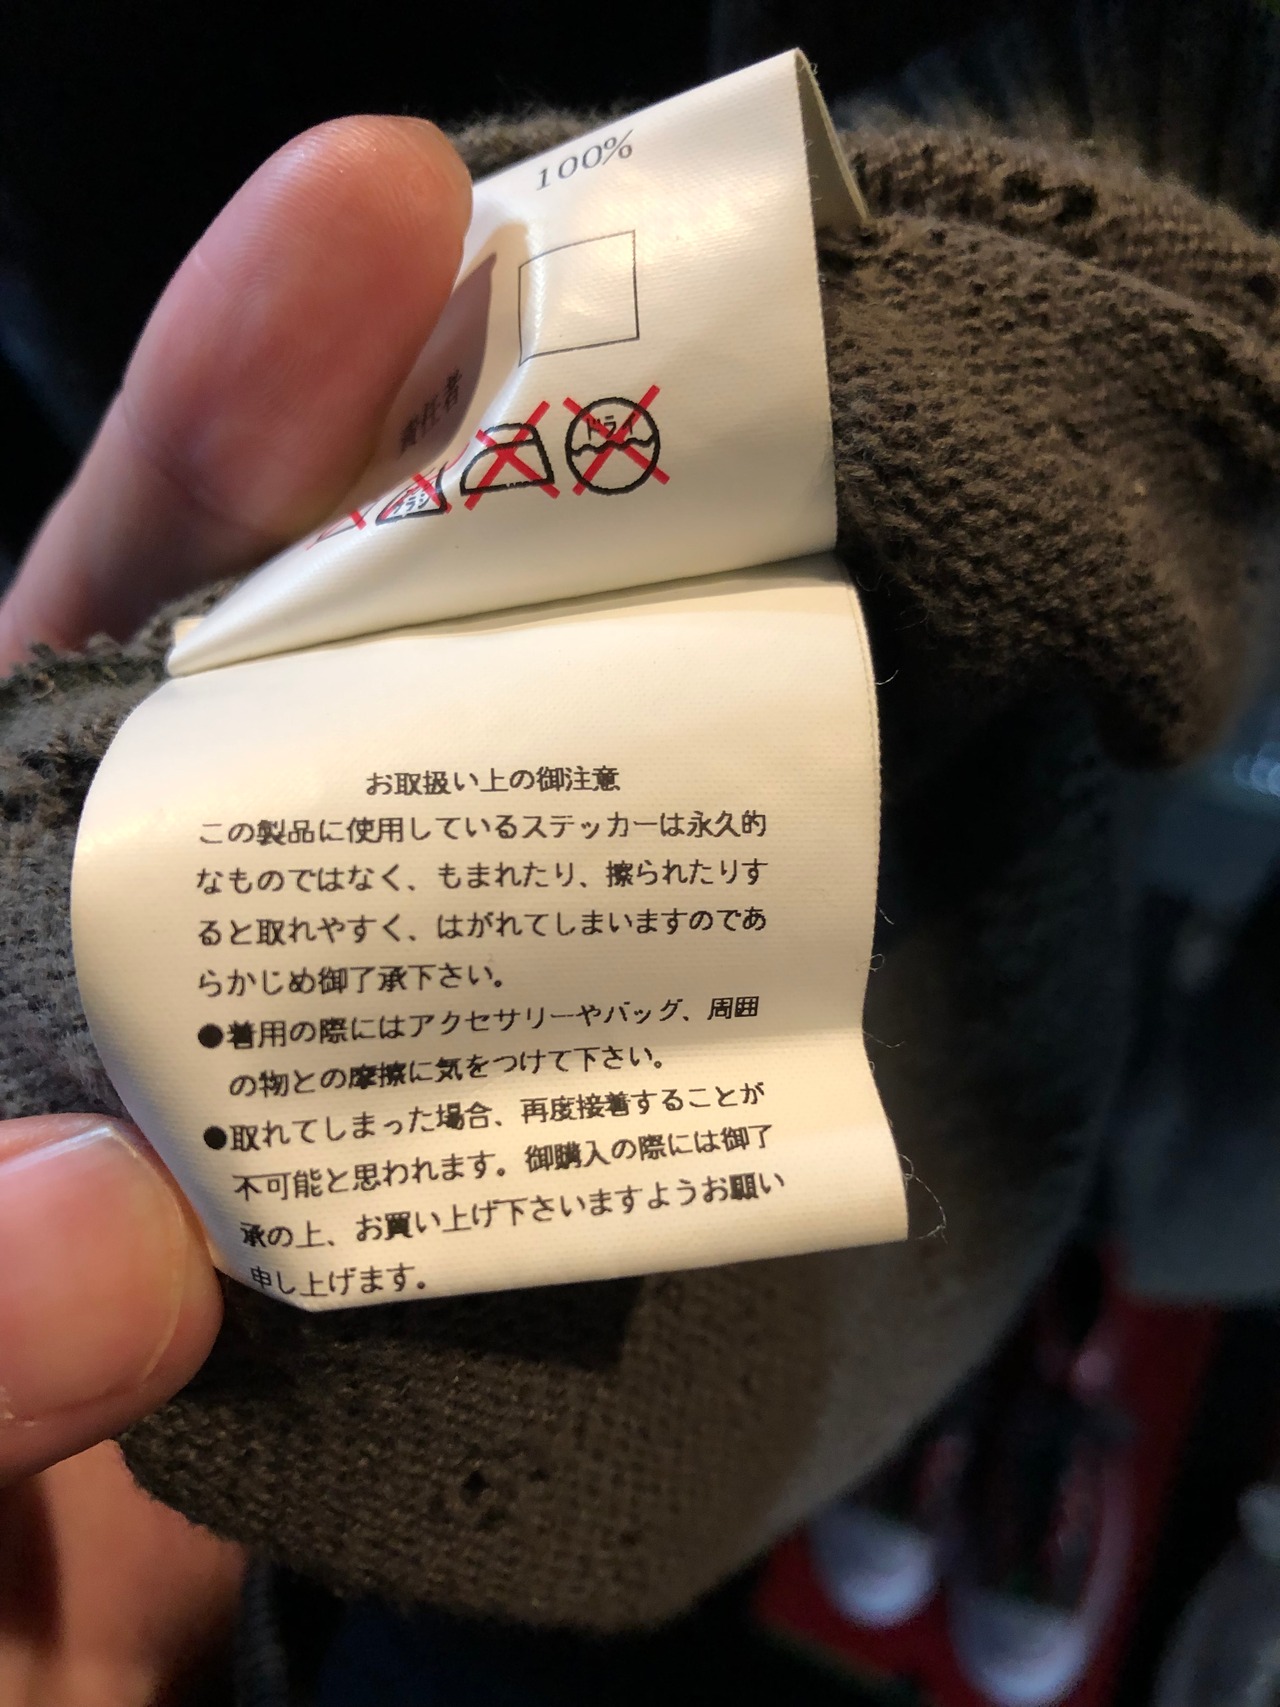 100%
責任者
ドライ
お取扱い上の御注意
この製品に使用しているステッカーは永久的
なものではなく、もまれたり、擦られたりす
ると取れやすく、はがれてしまいますのであ
らかじめ御了承下さい。
●着用の際にはアクセサリーやバッグ、周囲
の物との摩擦に気をつけて下さい。
●取れてしまった場合、再度接着することが
不可能と思われます。御購入の際には御了
承の上、お買い上げ下さいますようお願い
申し上げます。